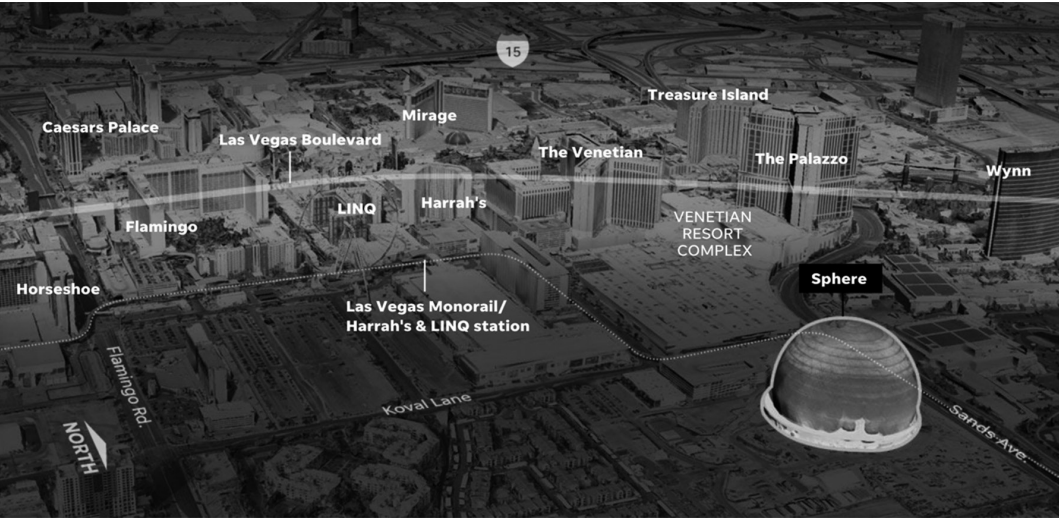 15
Treasure Island
Mirage
Caesars Palace
Las Vegas Boulevard
The Venetian
The Palazzo
Wynn
LINQ
Harrah's
Flamingo
VENETIAN
RESORT
COMPLEX
Sphere
Horseshoe
Las Vegas Monorail/
Harrah's & LINQ station
Flamingo Rd.
Koval Lane
Sands Ave.
NORTH